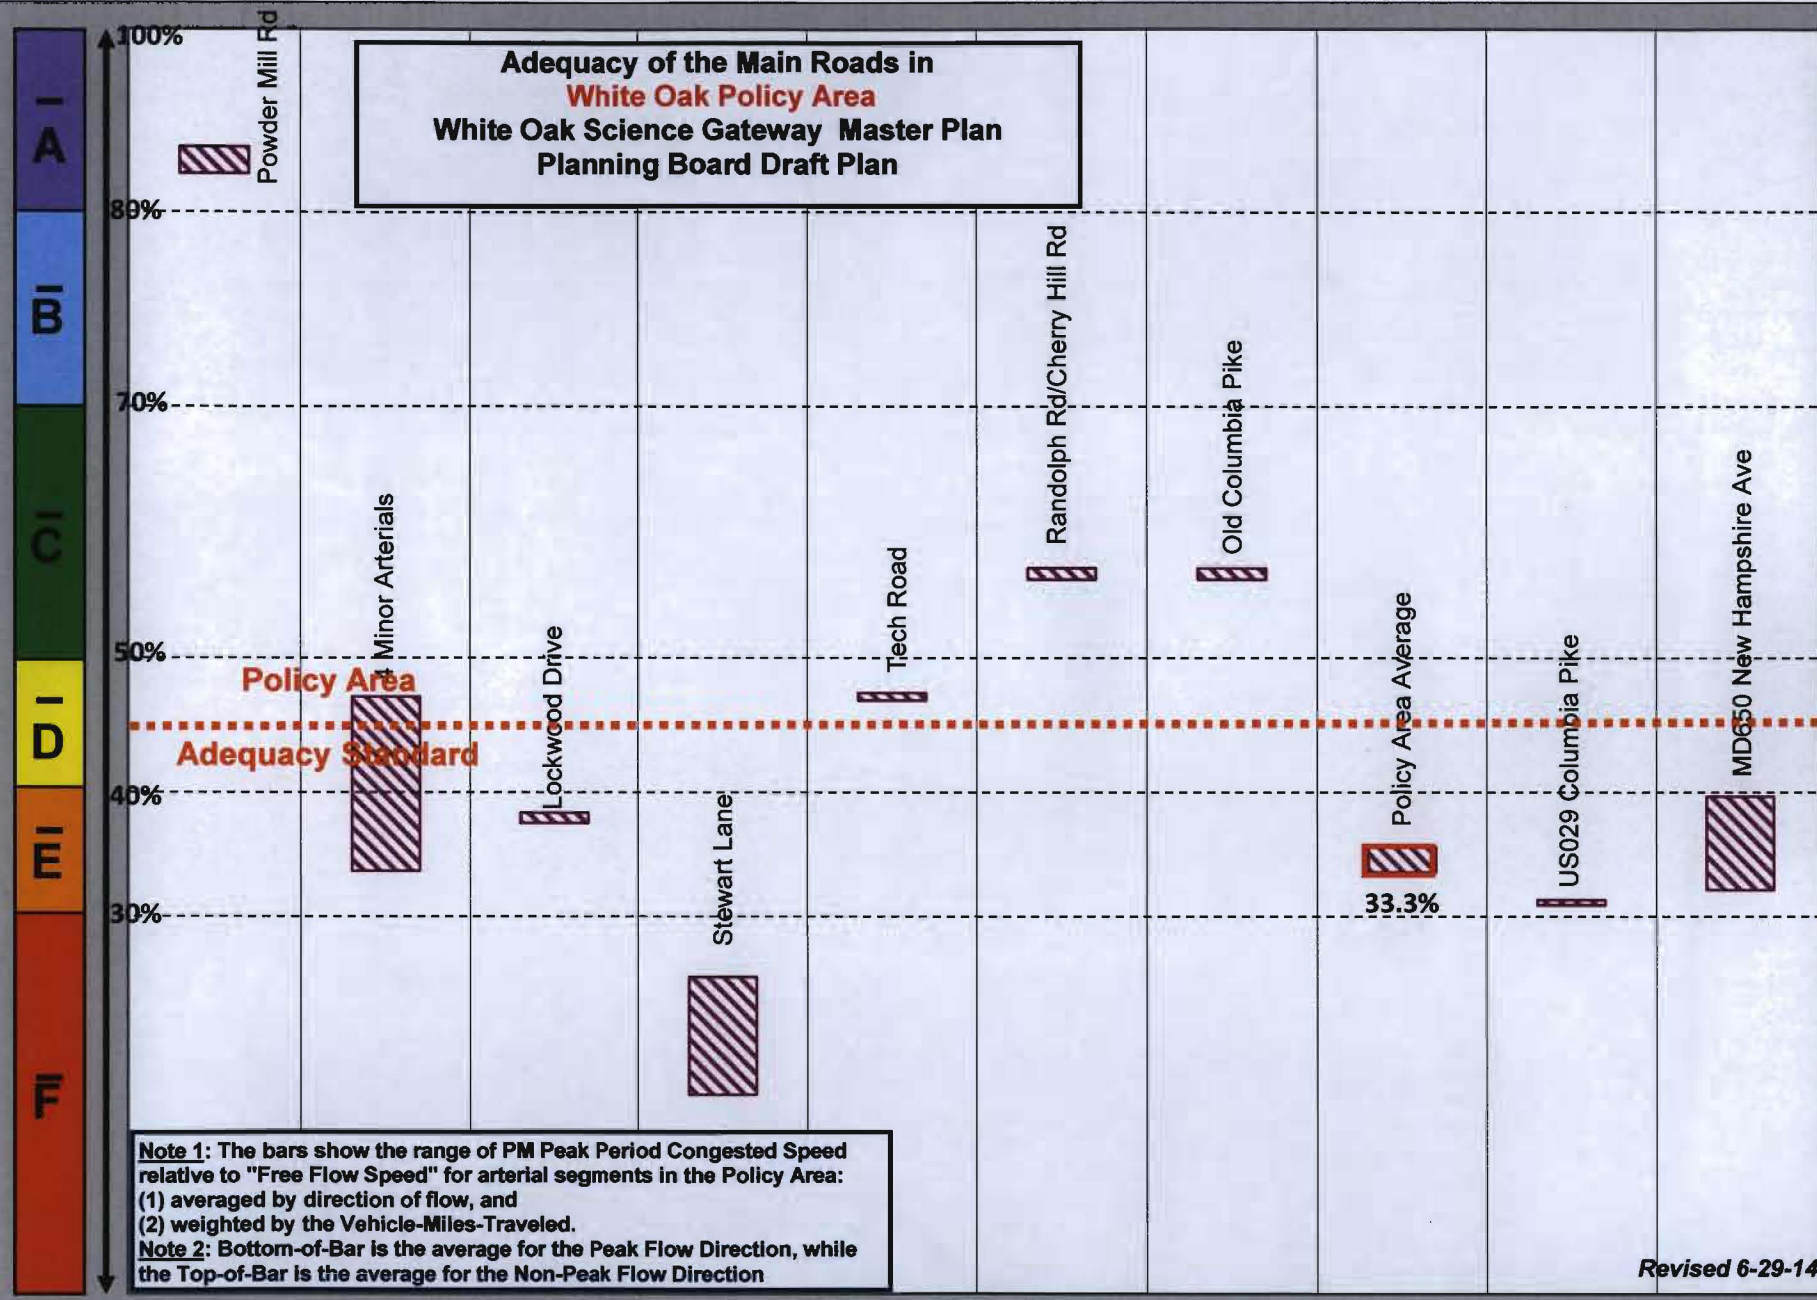 Adequacy of the Main Roads in
White Oak Policy Area
White Oak Science Gateway Master Plan
Planning Board Draft Plan
A
B
C
D
E
F
100%
80%
70%
50%
40%
30%
Powder Mill Rd
4 Minor Arterials
Lockwood Drive
Stewart Lane
Tech Road
Randolph Rd/Cherry Hill Rd
Old Columbia Pike
Policy Area Average
33.3%
US029 Columbia Pike
MD650 New Hampshire Ave
Policy Area
Adequacy Standard
Note 1: The bars show the range of PM Peak Period Congested Speed
relative to "Free Flow Speed" for arterial segments in the Policy Area:
(1) averaged by direction of flow, and
(2) weighted by the Vehicle-Miles-Traveled.
Note 2: Bottom-of-Bar is the average for the Peak Flow Direction, while
the Top-of-Bar is the average for the Non-Peak Flow Direction
Revised 6-29-14